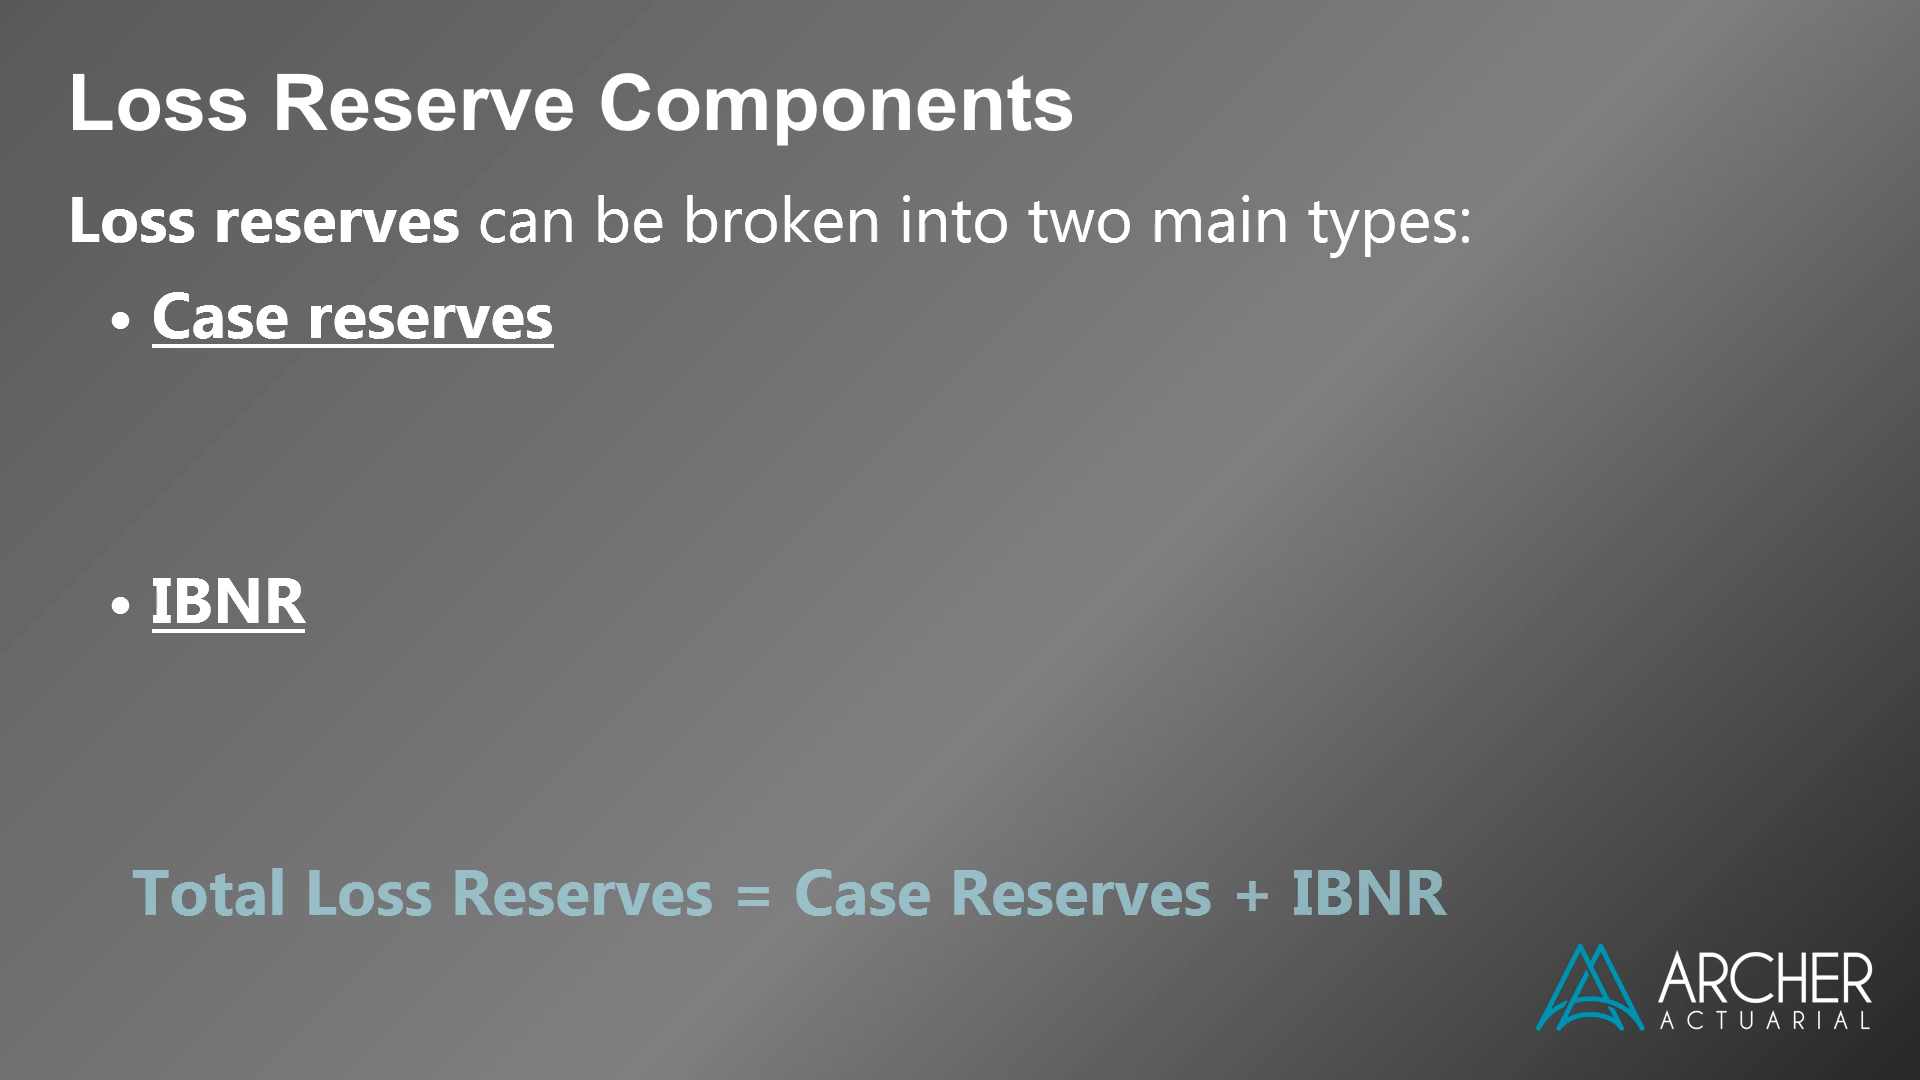 Loss Reserve Components
Loss reserves can be broken into two main types:
• Case reserves
• IBNR
Total Loss Reserves = Case Reserves + IBNR
ARCHER
ACTUARIAL